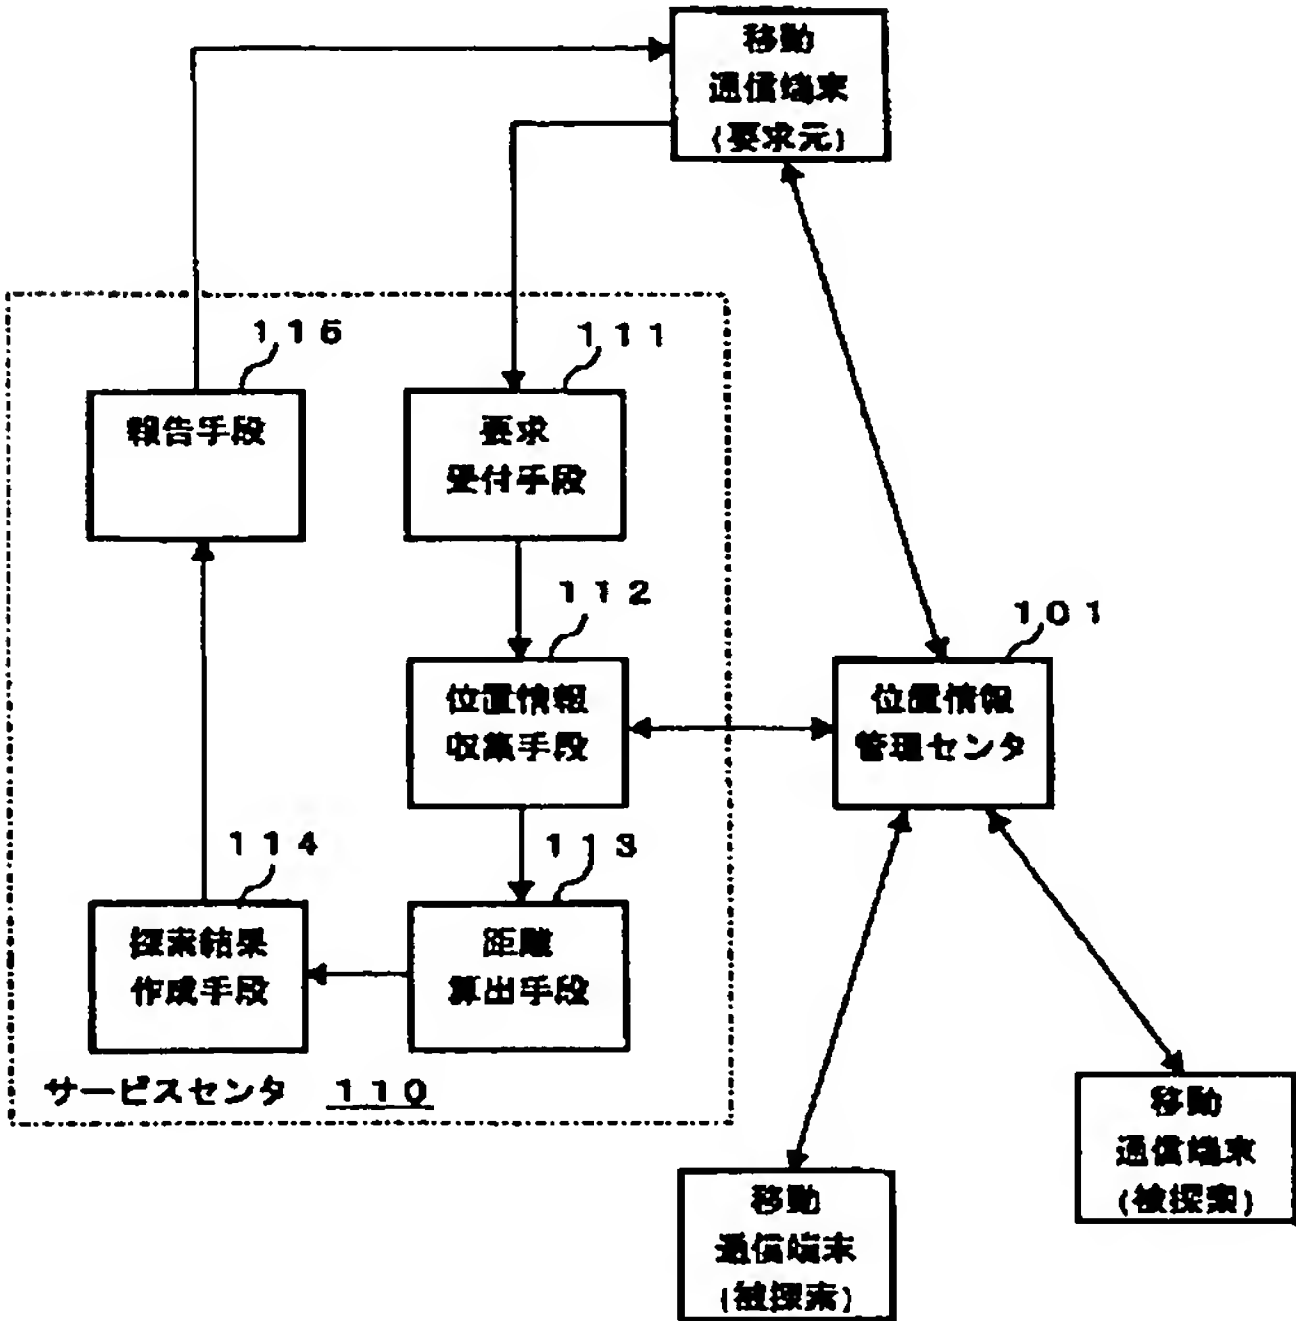 移動
通信端末
(要求元)
115
111
報告手段
要求
受付手段
112
101
位置情報
収集手段
位置情報
管理センタ
114
113
探索結果
作成手段
距離
算出手段
サービスセンタ 110
移動
通信端末
(被探索)
移動
通信端末
(被探索)